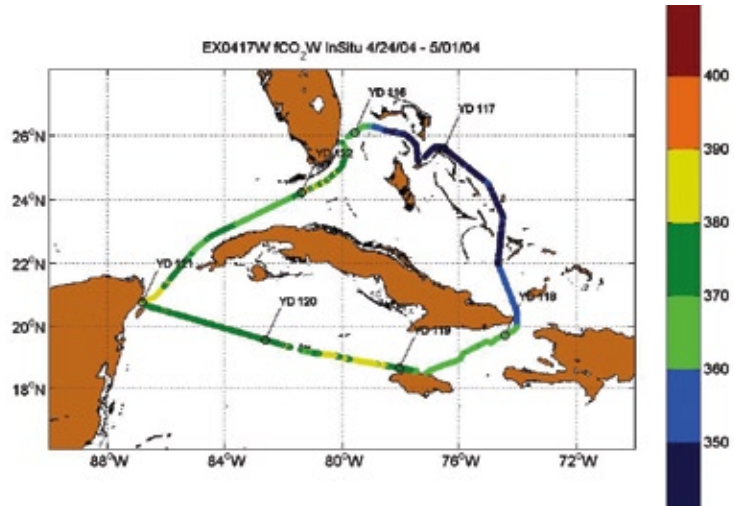 EX0417W fCO2W InSitu 4/24/04 - 5/01/04
400
YD 116
YD 117
26°N
390
YD 122
24°N
380
22°N
YD 121
370
YD 118
YD 120
20°N
YD 119
360
18°N
350
88°W 84°W 80°W 76°W 72°W